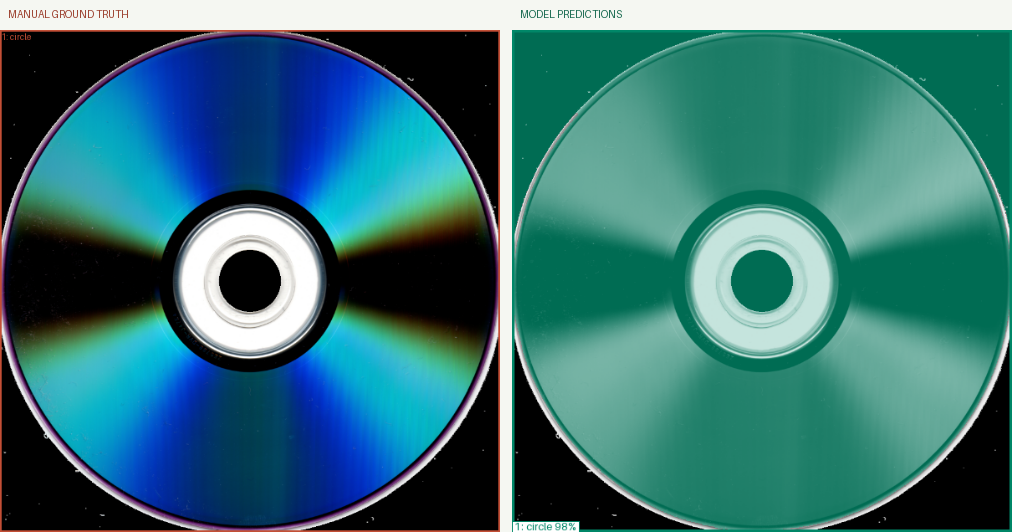 MANUAL GROUND TRUTH
MODEL PREDICTIONS
1: circle
1: circle 98%